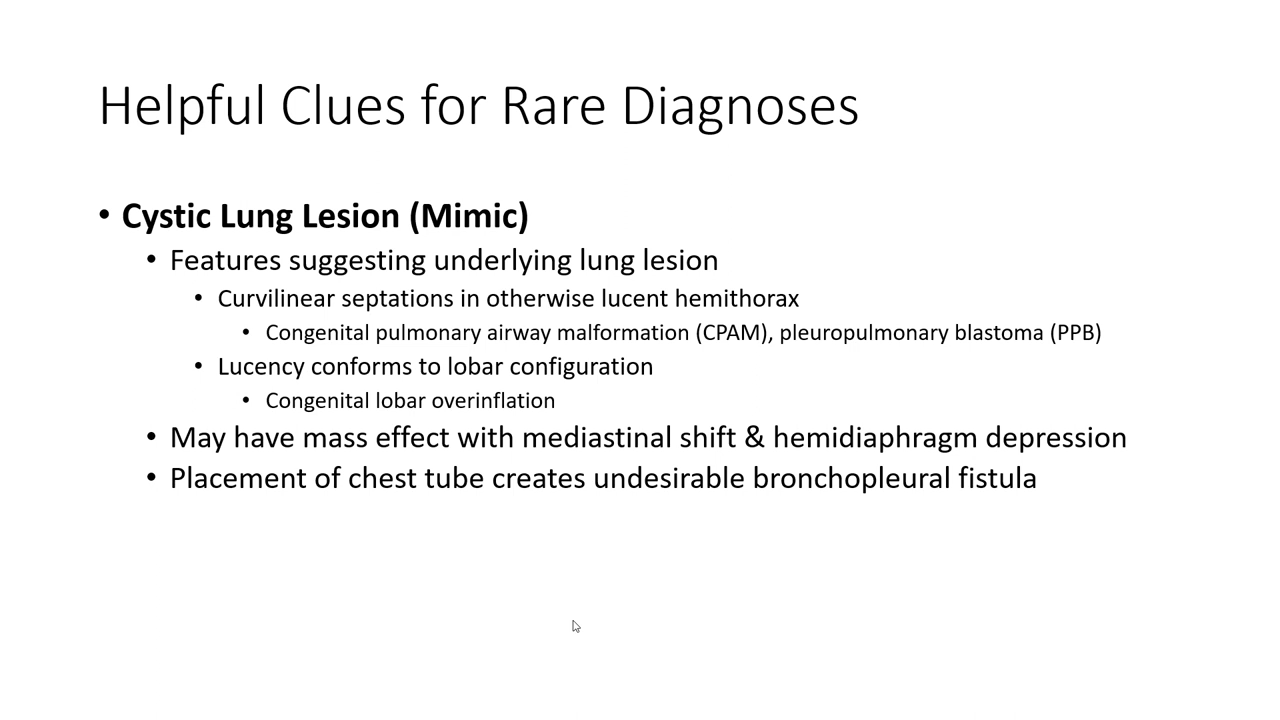 Helpful Clues for Rare Diagnoses
• Cystic Lung Lesion (Mimic)
• Features suggesting underlying lung lesion
• Curvilinear septations in otherwise lucent hemithorax
• Congenital pulmonary airway malformation (CPAM), pleuropulmonary blastoma (PPB)
• Lucency conforms to lobar configuration
• Congenital lobar overinflation
• May have mass effect with mediastinal shift & hemidiaphragm depression
• Placement of chest tube creates undesirable bronchopleural fistula